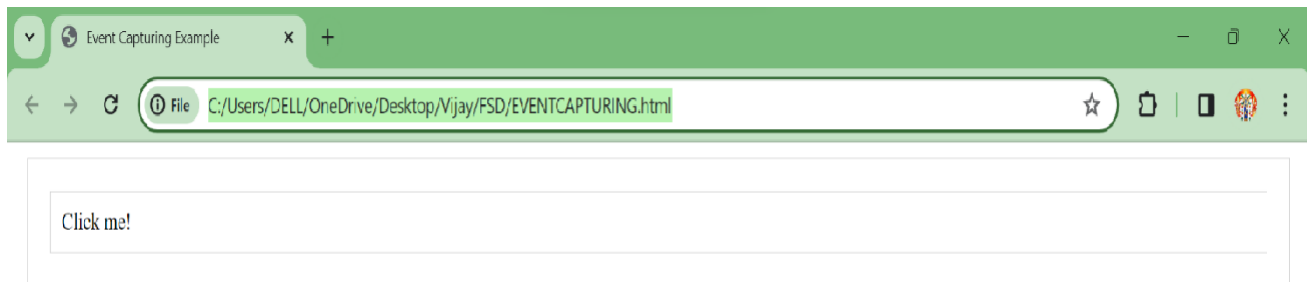 Event Capturing Example
File C:/Users/DELL/OneDrive/Desktop/Vijay/FSD/EVENTCAPTURING.html
Click me!